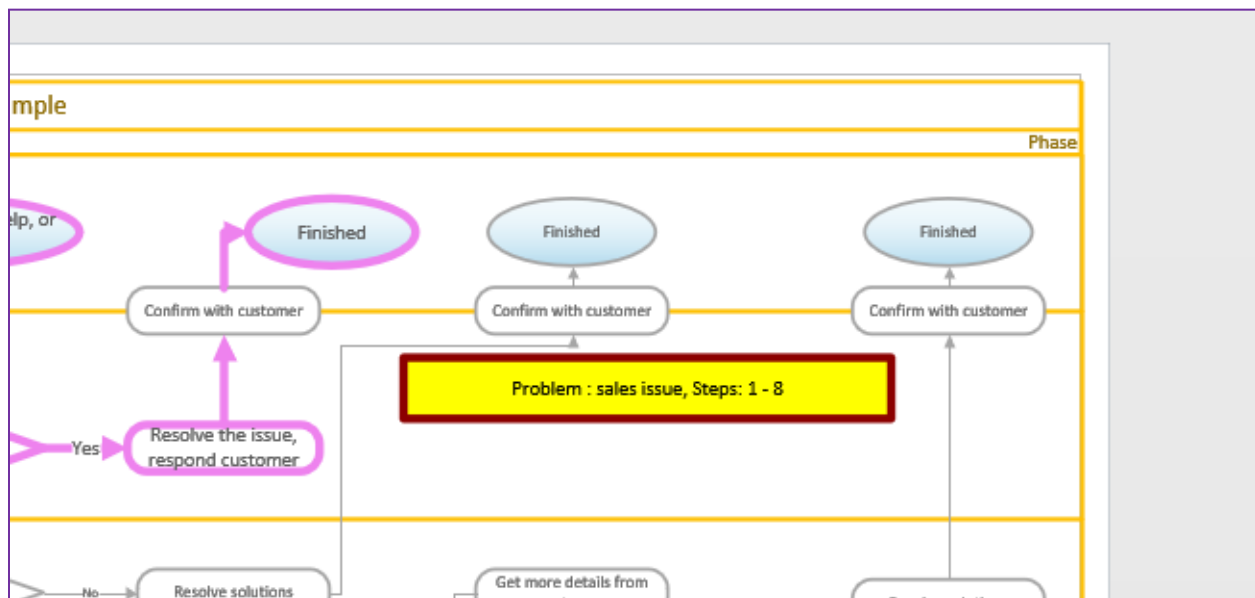 mple
Phase
elp, or
Finished
Finished
Finished
Confirm with customer
Confirm with customer
Confirm with customer
Problem : sales issue, Steps: 1 - 8
Yes
Resolve the issue,
respond customer
No
Resolve solutions
Get more details from